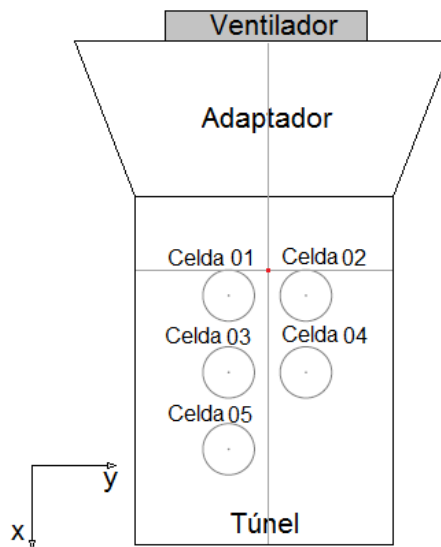 Ventilador
Adaptador
Celda 01 Celda 02
Celda 03 Celda 04
Celda 05
y
x
Túnel